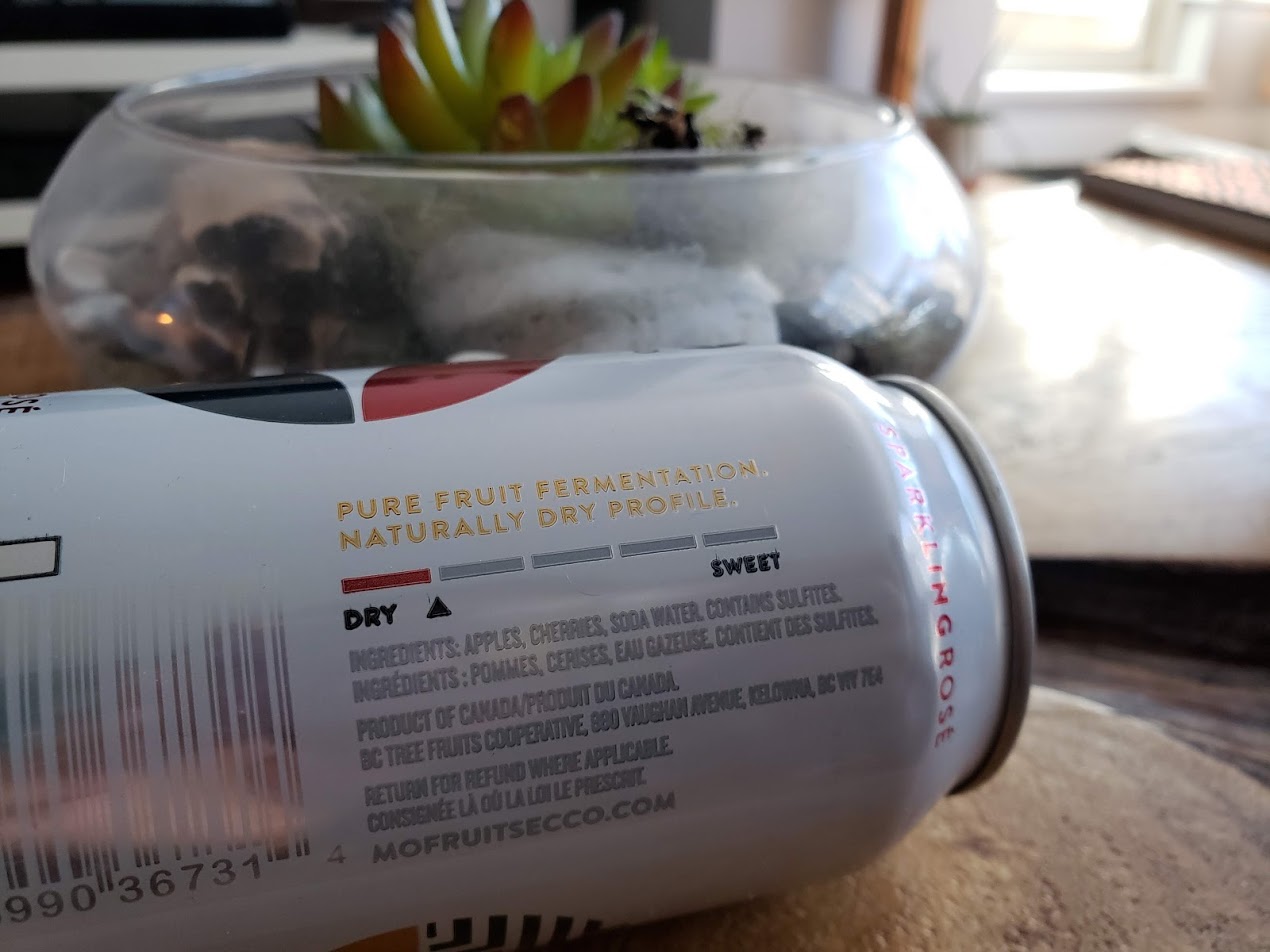 PURE FRUIT FERMENTATION.
NATURALLY DRY PROFILE.
DRY SWEET
INGREDIENTS: APPLES, CHERRIES, SODA WATER. CONTAINS SULFITES.
INGRÉDIENTS : POMMES, CERISES, EAU GAZEUSE. CONTIENT DES SULFITES.
PRODUCT OF CANADA/PRODUIT DU CANADA.
BC TREE FRUITS COOPERATIVE, 880 VAUGHAN AVENUE, KELOWNA, BC V1Y 7E4
RETURN FOR REFUND WHERE APPLICABLE.
CONSIGNÉE LÀ OÙ LA LOI LE PRESCRIT.
MOFRUITSECCO.COM
990 36731 4
SPARKLING ROSÉ